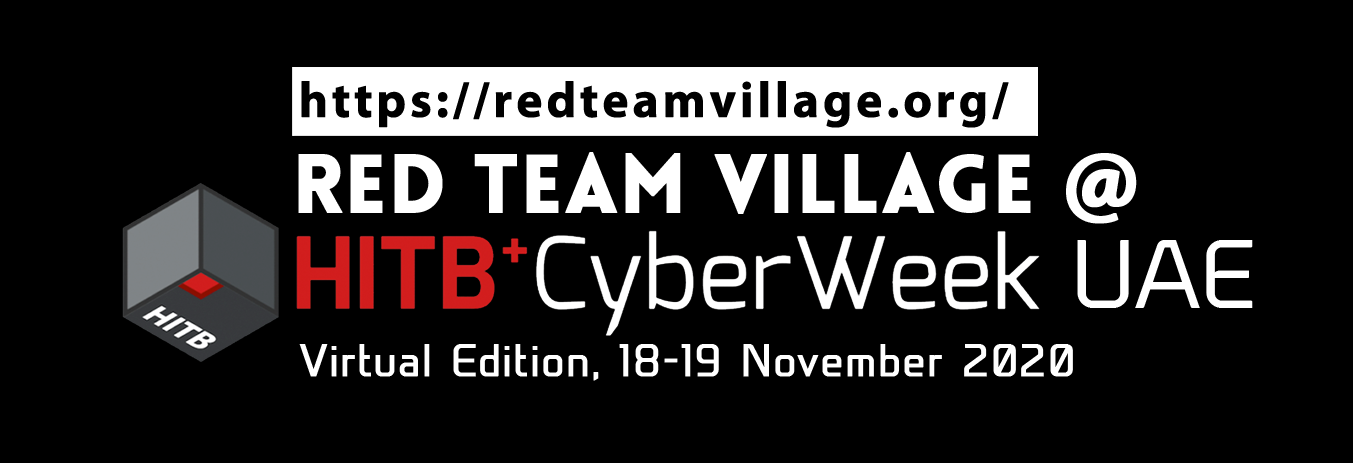 https://redteamvillage.org/
RED TEAM VILLAGE @
HITB+ CyberWeek UAE
HITB
Virtual Edition, 18-19 November 2020